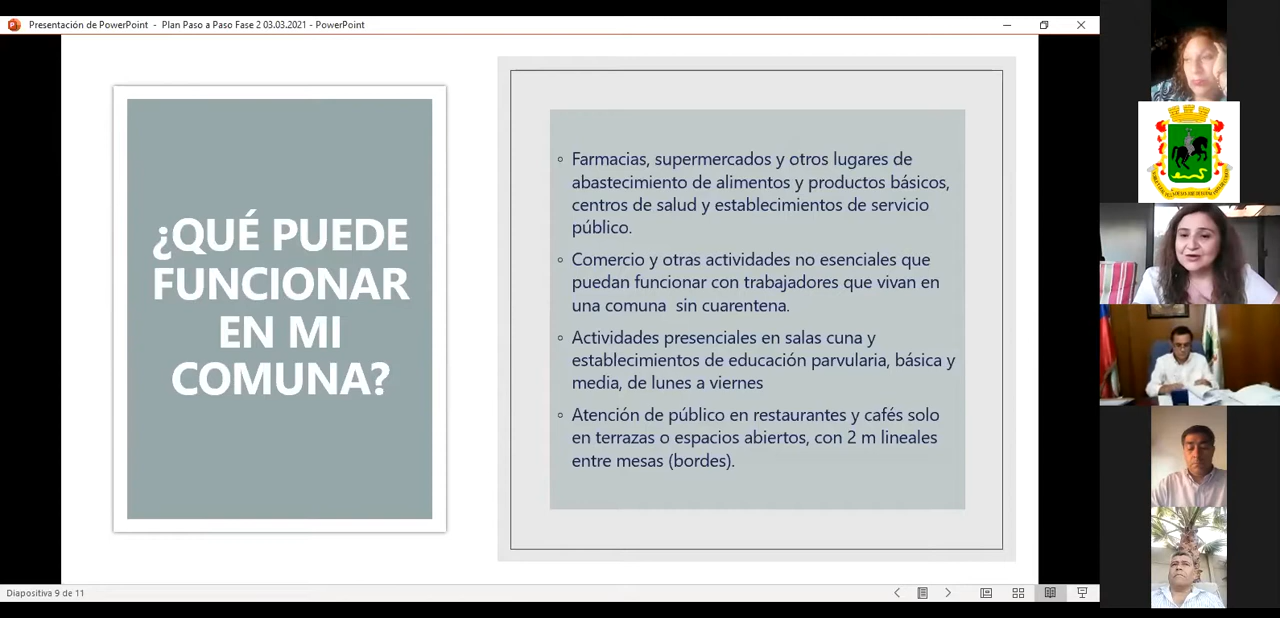 Presentación de PowerPoint - Plan Paso a Paso Fase 2 03.03.2021 - PowerPoint
¿QUÉ PUEDE
FUNCIONAR
EN MI
COMUNA?
◦ Farmacias, supermercados y otros lugares de
abastecimiento de alimentos y productos básicos,
centros de salud y establecimientos de servicio
público.
◦ Comercio y otras actividades no esenciales que
puedan funcionar con trabajadores que vivan en
una comuna  sin cuarentena.
◦ Actividades presenciales en salas cuna y
establecimientos de educación parvularia, básica y
media, de lunes a viernes
◦ Atención de público en restaurantes y cafés solo
en terrazas o espacios abiertos, con 2 m lineales
entre mesas (bordes).
Diapositiva 9 de 11